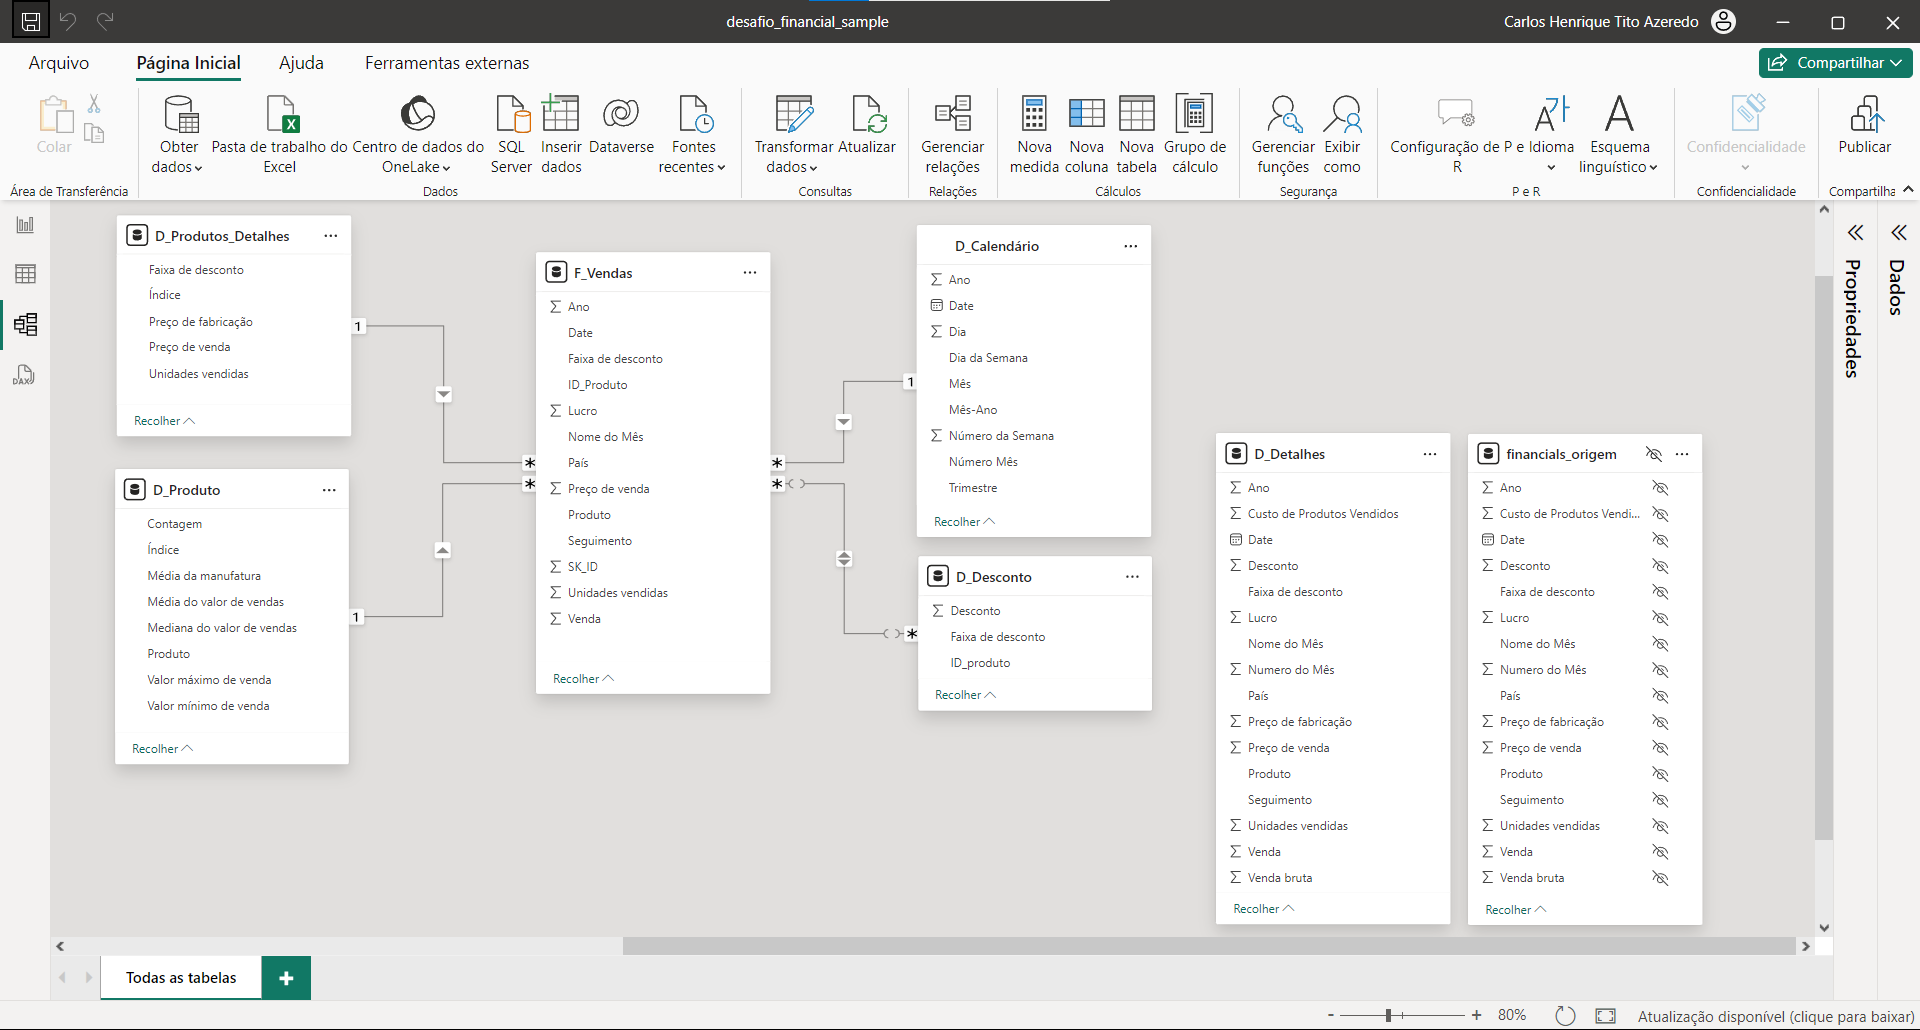 desafio_financial_sample
Carlos Henrique Tito Azeredo
Arquivo
Página Inicial
Ajuda
Ferramentas externas
Compartilhar
Colar
Área de Transferência
Obter dados
Pasta de trabalho do Excel
Centro de dados do OneLake
SQL Server
Inserir dados
Dataverse
Fontes recentes
Dados
Transformar dados
Atualizar
Consultas
Gerenciar relações
Relações
Nova medida
Nova coluna
Nova tabela
Grupo de cálculo
Cálculos
Gerenciar funções
Exibir como
Segurança
Configuração de P e R
Idioma
Esquema linguístico
P e R
Confidencialidade
Confidencialidade
Publicar
Compartilha
D_Produtos_Detalhes
Faixa de desconto
Índice
Preço de fabricação
Preço de venda
Unidades vendidas
Recolher
D_Produto
Contagem
Índice
Média da manufatura
Média do valor de vendas
Mediana do valor de vendas
Produto
Valor máximo de venda
Valor mínimo de venda
Recolher
1
1
*
*
F_Vendas
Ano
Date
Faixa de desconto
ID_Produto
Lucro
Nome do Mês
País
Preço de venda
Produto
Seguimento
SK_ID
Unidades vendidas
Venda
Recolher
*
*
1
*
D_Calendário
Ano
Date
Dia
Dia da Semana
Mês
Mês-Ano
Número da Semana
Número Mês
Trimestre
Recolher
D_Desconto
Desconto
Faixa de desconto
ID_produto
Recolher
D_Detalhes
Ano
Custo de Produtos Vendidos
Date
Desconto
Faixa de desconto
Lucro
Nome do Mês
Numero do Mês
País
Preço de fabricação
Preço de venda
Produto
Seguimento
Unidades vendidas
Venda
Venda bruta
Recolher
financials_origem
Ano
Custo de Produtos Vendi...
Date
Desconto
Faixa de desconto
Lucro
Nome do Mês
Numero do Mês
País
Preço de fabricação
Preço de venda
Produto
Seguimento
Unidades vendidas
Venda
Venda bruta
Recolher
Propriedades
Dados
DAX
Todas as tabelas
+
- + 80%
Atualização disponível (clique para baixar)